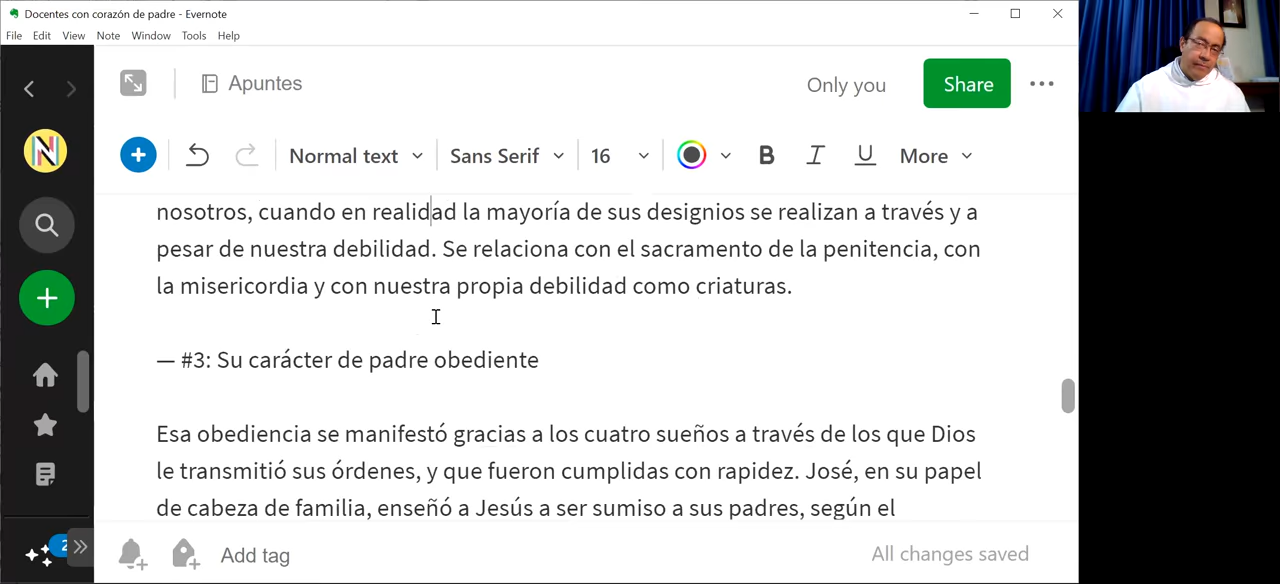 Docentes con corazón de padre - Evernote
File Edit View Note Window Tools Help
Apuntes
Only you
Share
Normal text
Sans Serif
16
B I U
More
nosotros, cuando en realidad la mayoría de sus designios se realizan a través y a
pesar de nuestra debilidad. Se relaciona con el sacramento de la penitencia, con
la misericordia y con nuestra propia debilidad como criaturas.
— #3: Su carácter de padre obediente
Esa obediencia se manifestó gracias a los cuatro sueños a través de los que Dios
le transmitió sus órdenes, y que fueron cumplidas con rapidez. José, en su papel
de cabeza de familia, enseñó a Jesús a ser sumiso a sus padres, según el
2
Add tag
All changes saved